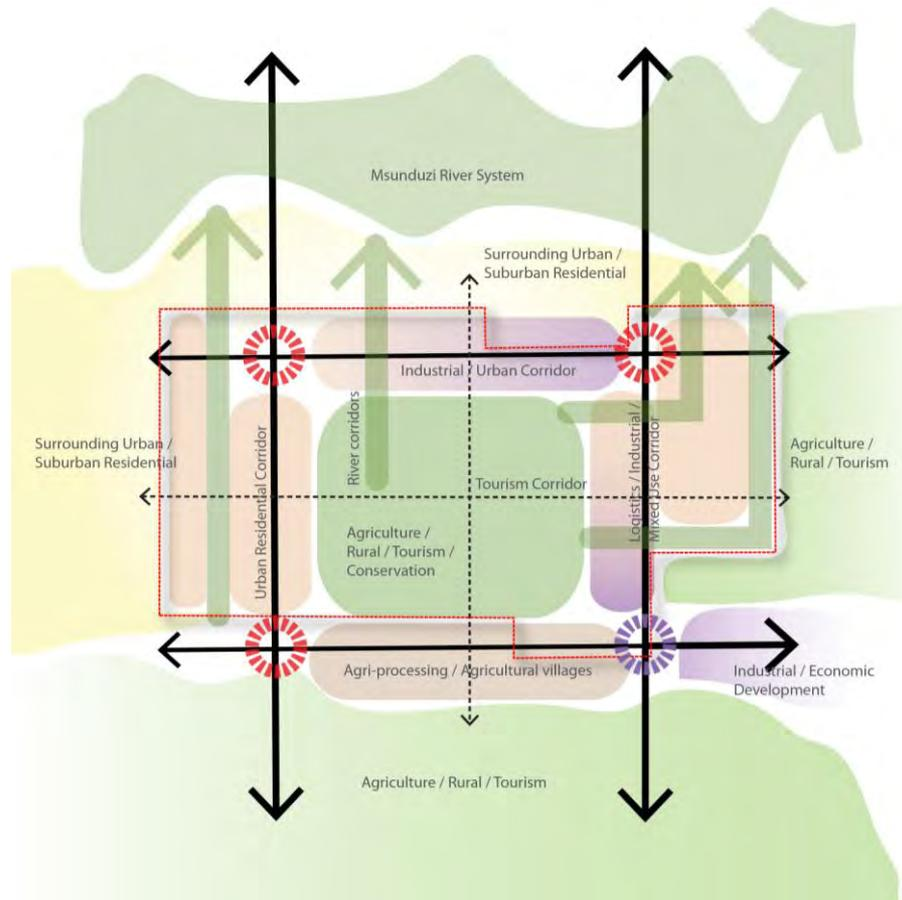 Msunduzi River System
Surrounding Urban /
Suburban Residential
Industrial / Urban Corridor
Surrounding Urban /
Suburban Residential
Urban Residential Corridor
River corridors
Tourism Corridor
Logistics / Industrial /
Mixed Use Corridor
Agriculture /
Rural / Tourism
Agriculture /
Rural / Tourism /
Conservation
Agri-processing / Agricultural villages
Industrial / Economic
Development
Agriculture / Rural / Tourism